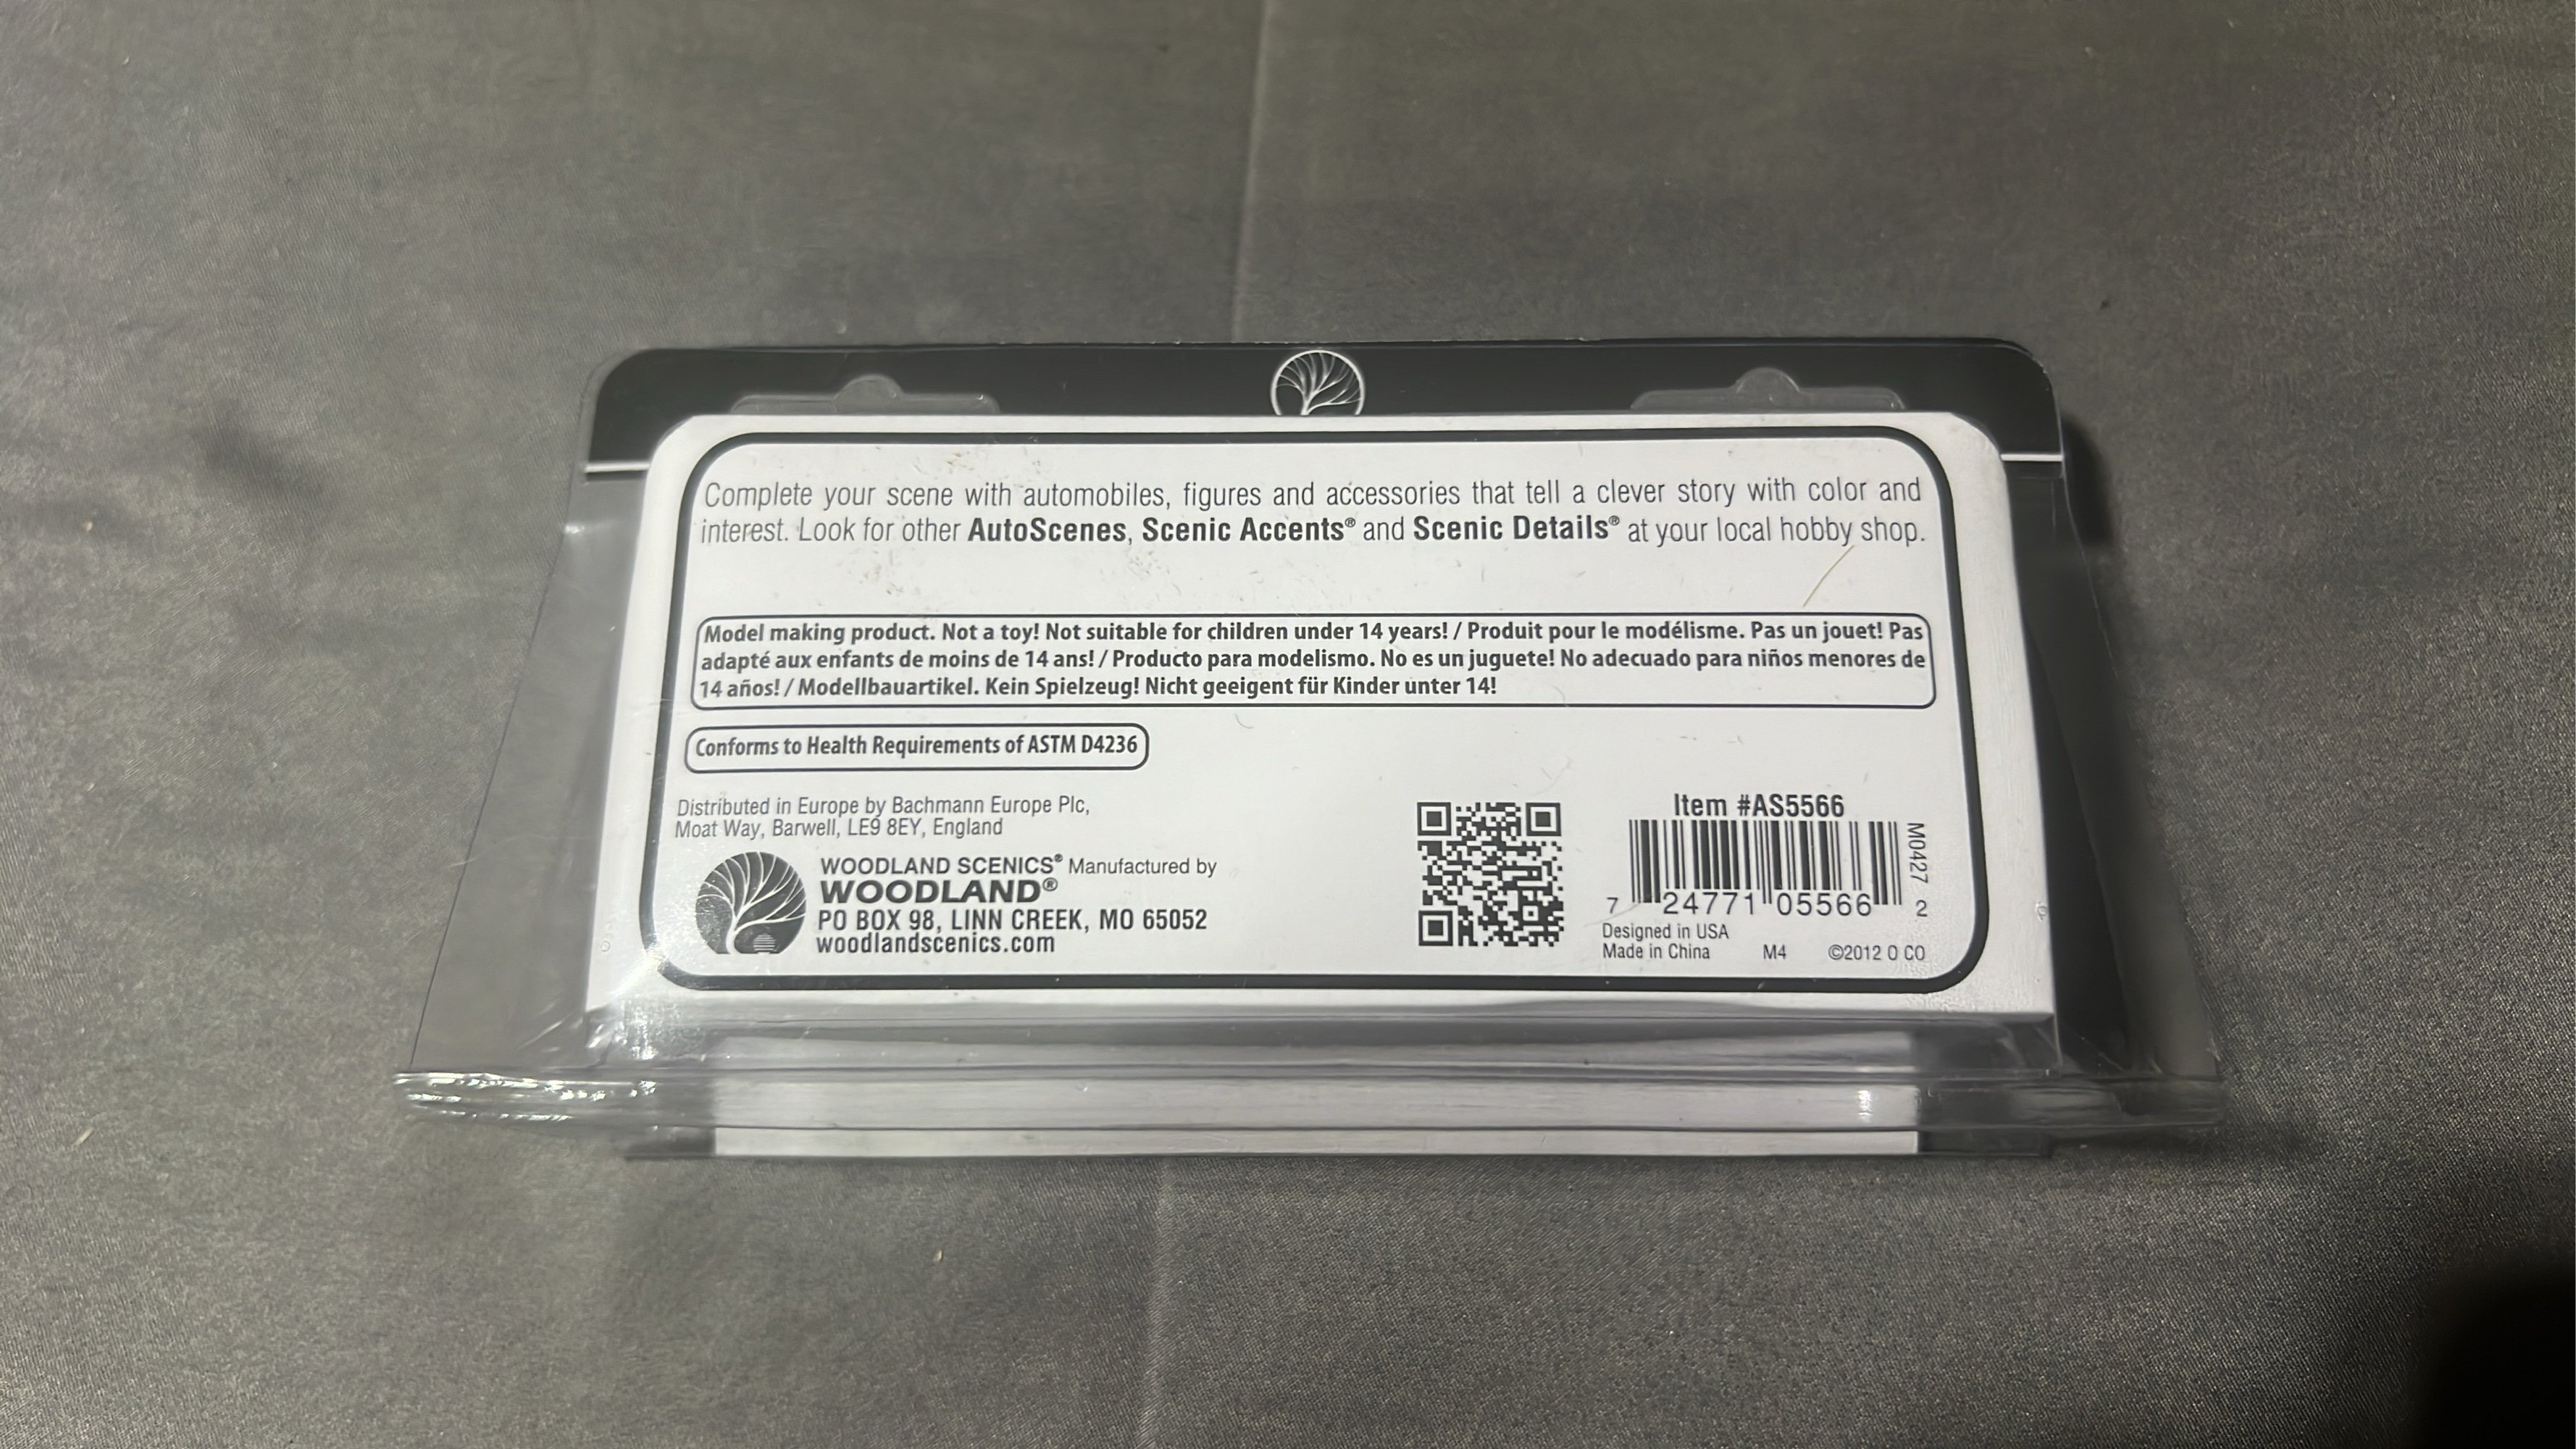 Complete your scene with automobiles, figures and accessories that tell a clever story with color and
interest. Look for other AutoScenes, Scenic Accents® and Scenic Details® at your local hobby shop.
Model making product. Not a toy! Not suitable for children under 14 years! / Produit pour le modélisme. Pas un jouet! Pas
adapté aux enfants de moins de 14 ans! / Producto para modelismo. No es un juguete! No adecuado para niños menores de
14 años! / Modellbauartikel. Kein Spielzeug! Nicht geeigent für Kinder unter 14!
Conforms to Health Requirements of ASTM D4236
Distributed in Europe by Bachmann Europe Plc,
Moat Way, Barwell, LE9 8EY, England
WOODLAND SCENICS® Manufactured by
WOODLAND®
PO BOX 98, LINN CREEK, MO 65052
woodlandscenics.com
Item #AS5566
M0427
7 24771 05566 2
Designed in USA
Made in China M4 ©2012 O CO